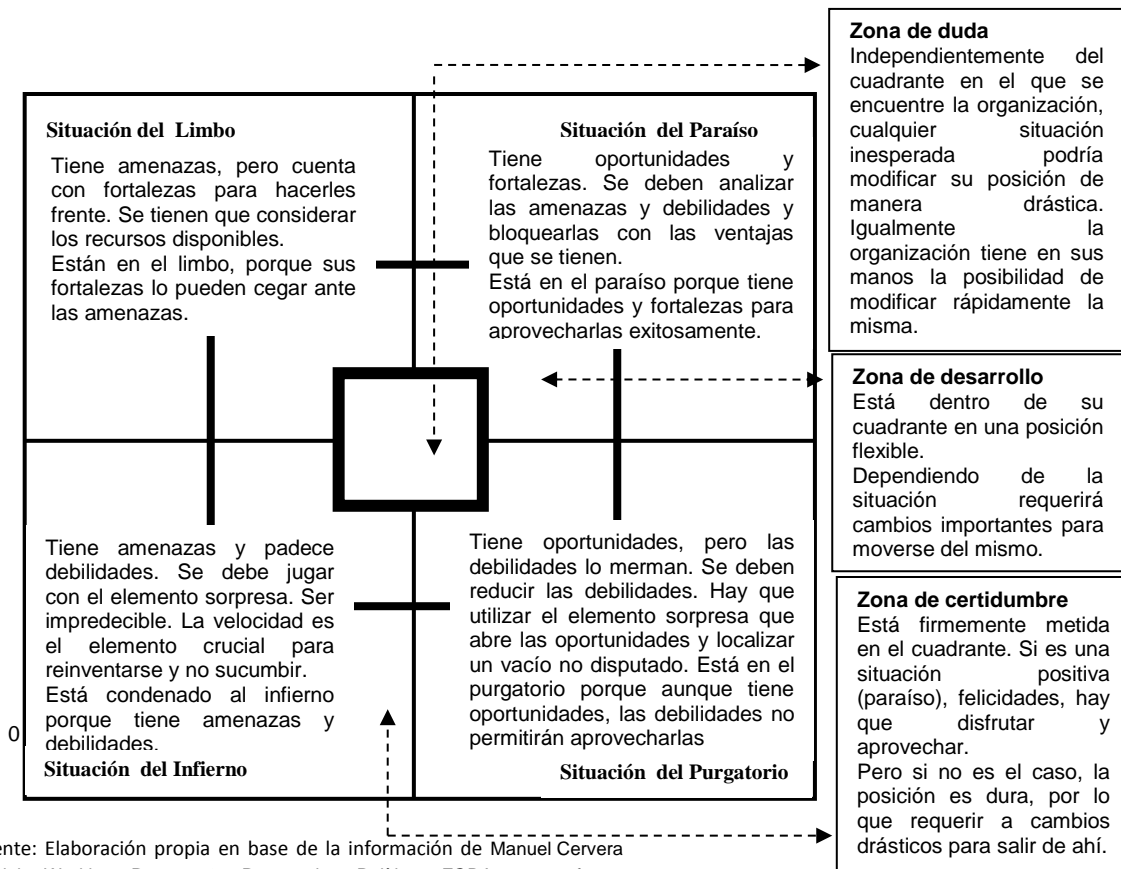 Zona de duda
Independientemente del
cuadrante en el que se
encuentre la organización,
cualquier situación
inesperada podría
modificar su posición de
manera drástica.
Igualmente la
organización tiene en sus
manos la posibilidad de
modificar rápidamente la
misma.
Situación del Limbo
Tiene amenazas, pero cuenta
con fortalezas para hacerles
frente. Se tienen que considerar
los recursos disponibles.
Están en el limbo, porque sus
fortalezas lo pueden cegar ante
las amenazas.
Situación del Paraíso
Tiene oportunidades y
fortalezas. Se deben analizar
las amenazas y debilidades y
bloquearlas con las ventajas
que se tienen.
Está en el paraíso porque tiene
oportunidades y fortalezas para
aprovecharlas exitosamente.
Zona de desarrollo
Está dentro de su
cuadrante en una posición
flexible.
Dependiendo de la
situación requerirá
cambios importantes para
moverse del mismo.
Tiene amenazas y padece
debilidades. Se debe jugar
con el elemento sorpresa. Ser
impredecible. La velocidad es
el elemento crucial para
reinventarse y no sucumbir.
Está condenado al infierno
porque tiene amenazas y
debilidades.
Situación del Infierno
0
Tiene oportunidades, pero las
debilidades lo merman. Se deben
reducir las debilidades. Hay que
utilizar el elemento sorpresa que
abre las oportunidades y localizar
un vacío no disputado. Está en el
purgatorio porque aunque tiene
oportunidades, las debilidades no
permitirán aprovecharlas
Situación del Purgatorio
Zona de certidumbre
Está firmemente metida
en el cuadrante. Si es una
situación positiva
(paraíso), felicidades, hay
que disfrutar y
aprovechar.
Pero si no es el caso, la
posición es dura, por lo
que requerir a cambios
drásticos para salir de ahí.
ente: Elaboración propia en base de la información de Manuel Cervera